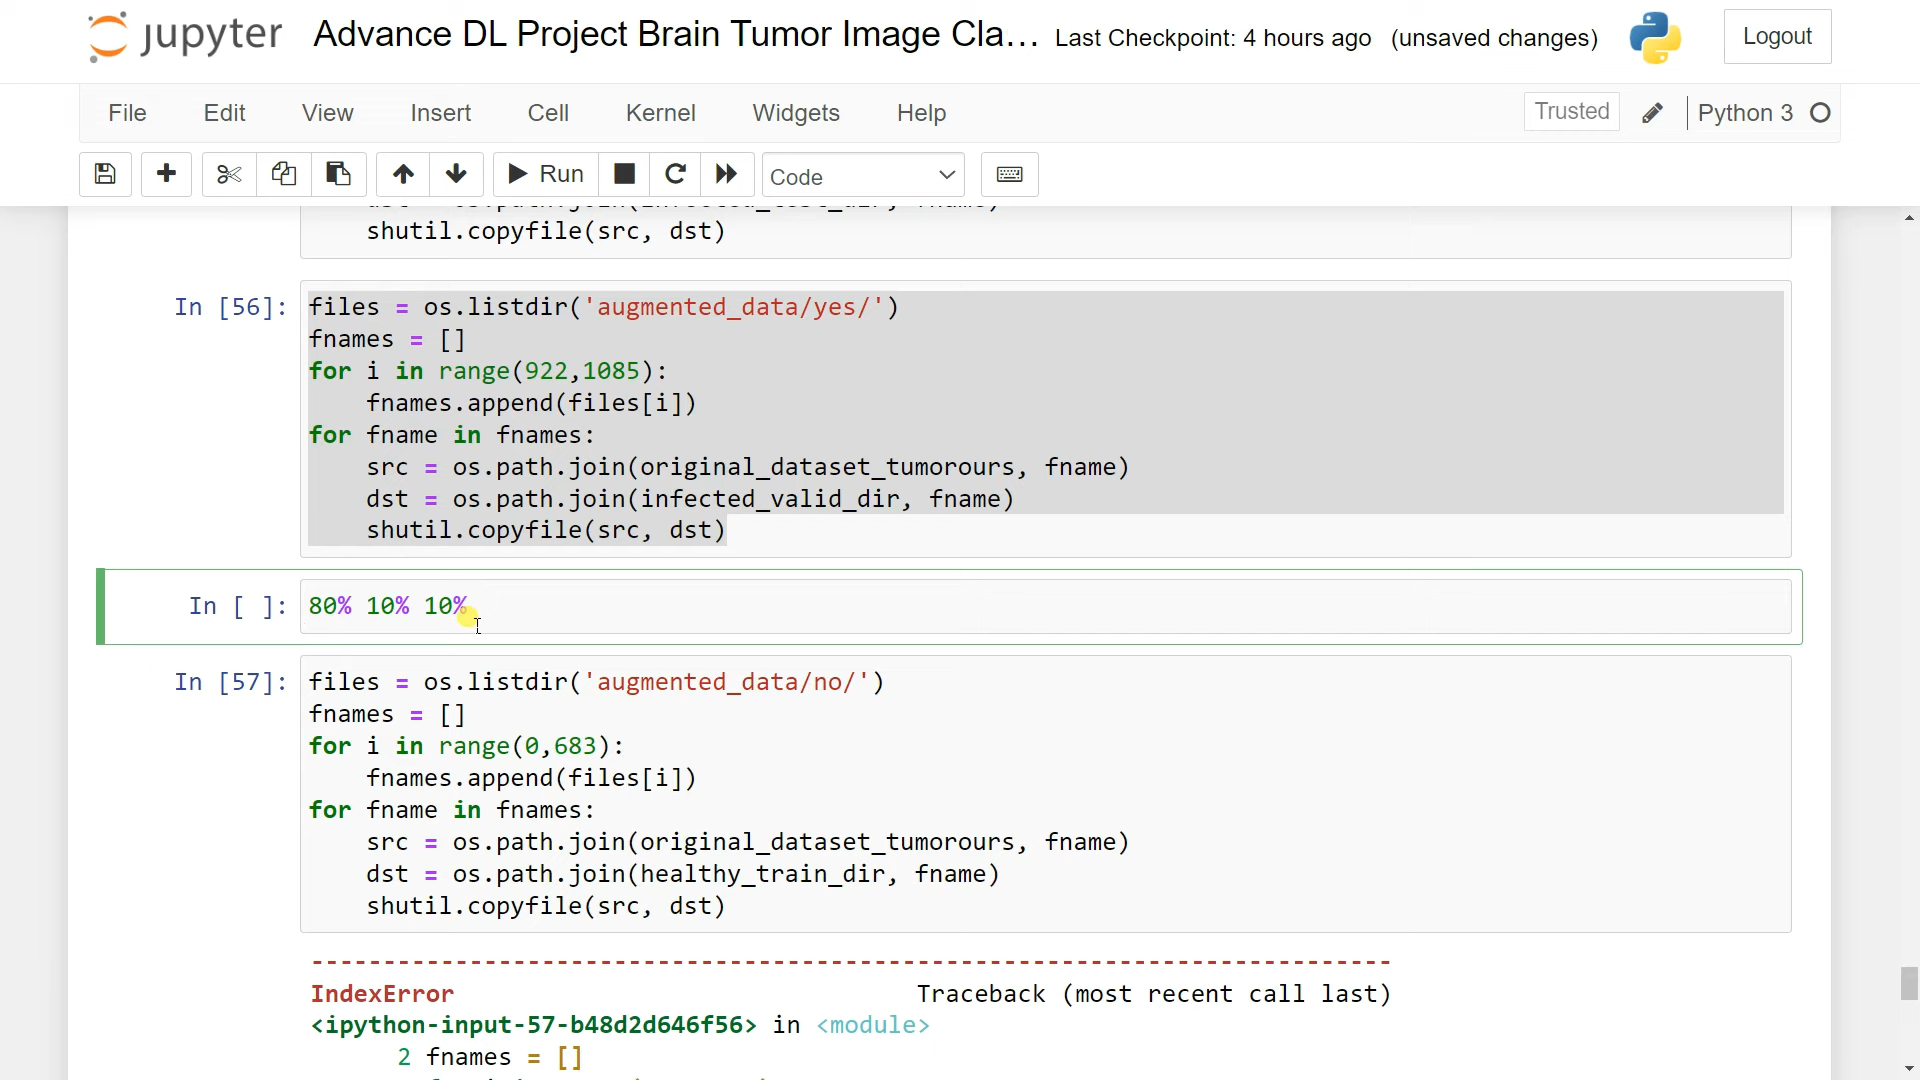 jupyter Advance DL Project Brain Tumor Image Cla... Last Checkpoint: 4 hours ago (unsaved changes) Logout
File Edit View Insert Cell Kernel Widgets Help Trusted Python 3
Run Code
shutil.copyfile(src, dst)
In [56]: files = os.listdir('augmented_data/yes/')
fnames = []
for i in range(922,1085):
fnames.append(files[i])
for fname in fnames:
src = os.path.join(original_dataset_tumorours, fname)
dst = os.path.join(infected_valid_dir, fname)
shutil.copyfile(src, dst)
In [ ]: 80% 10% 10%
In [57]: files = os.listdir('augmented_data/no/')
fnames = []
for i in range(0,683):
fnames.append(files[i])
for fname in fnames:
src = os.path.join(original_dataset_tumorours, fname)
dst = os.path.join(healthy_train_dir, fname)
shutil.copyfile(src, dst)
---------------------------------------------------------------------------
IndexError Traceback (most recent call last)
<ipython-input-57-b48d2d646f56> in <module>
2 fnames = []